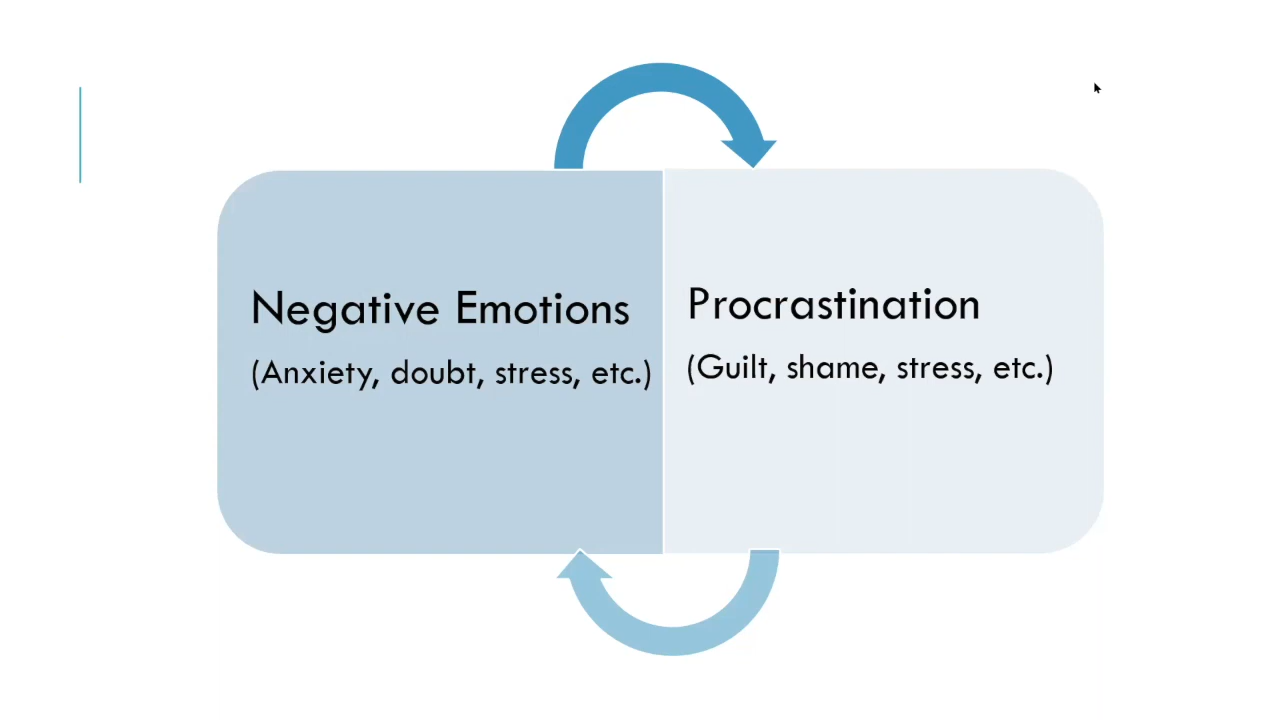 Negative Emotions
(Anxiety, doubt, stress, etc.)
Procrastination
(Guilt, shame, stress, etc.)